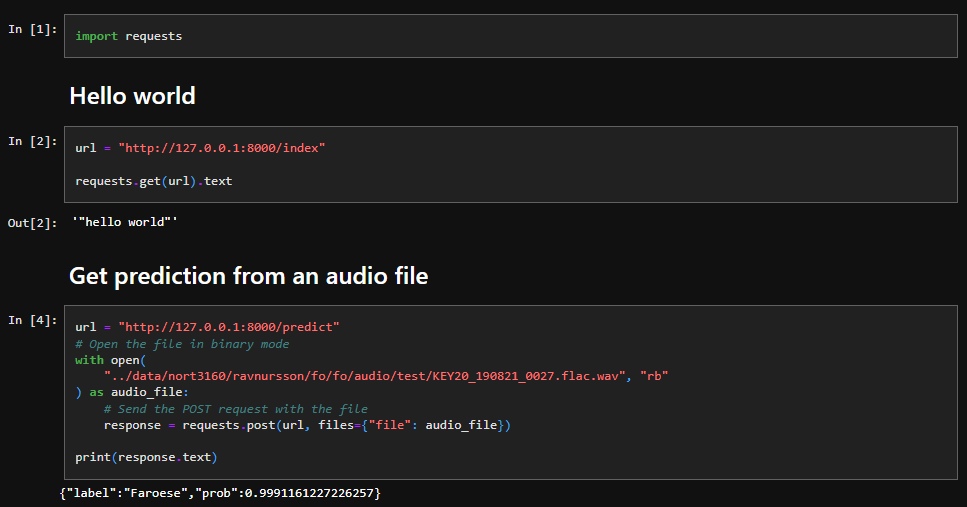 In [1]: import requests
Hello world
In [2]: url = "http://127.0.0.1:8000/index"
requests.get(url).text
Out[2]: '"hello world"'
Get prediction from an audio file
In [4]: url = "http://127.0.0.1:8000/predict"
# Open the file in binary mode
with open(
    "../data/nort3160/ravnursson/fo/fo/audio/test/KEY20_190821_0027.flac.wav", "rb"
) as audio_file:
    # Send the POST request with the file
    response = requests.post(url, files={"file": audio_file})
print(response.text)
{"label":"Faroese","prob":0.9991161227226257}